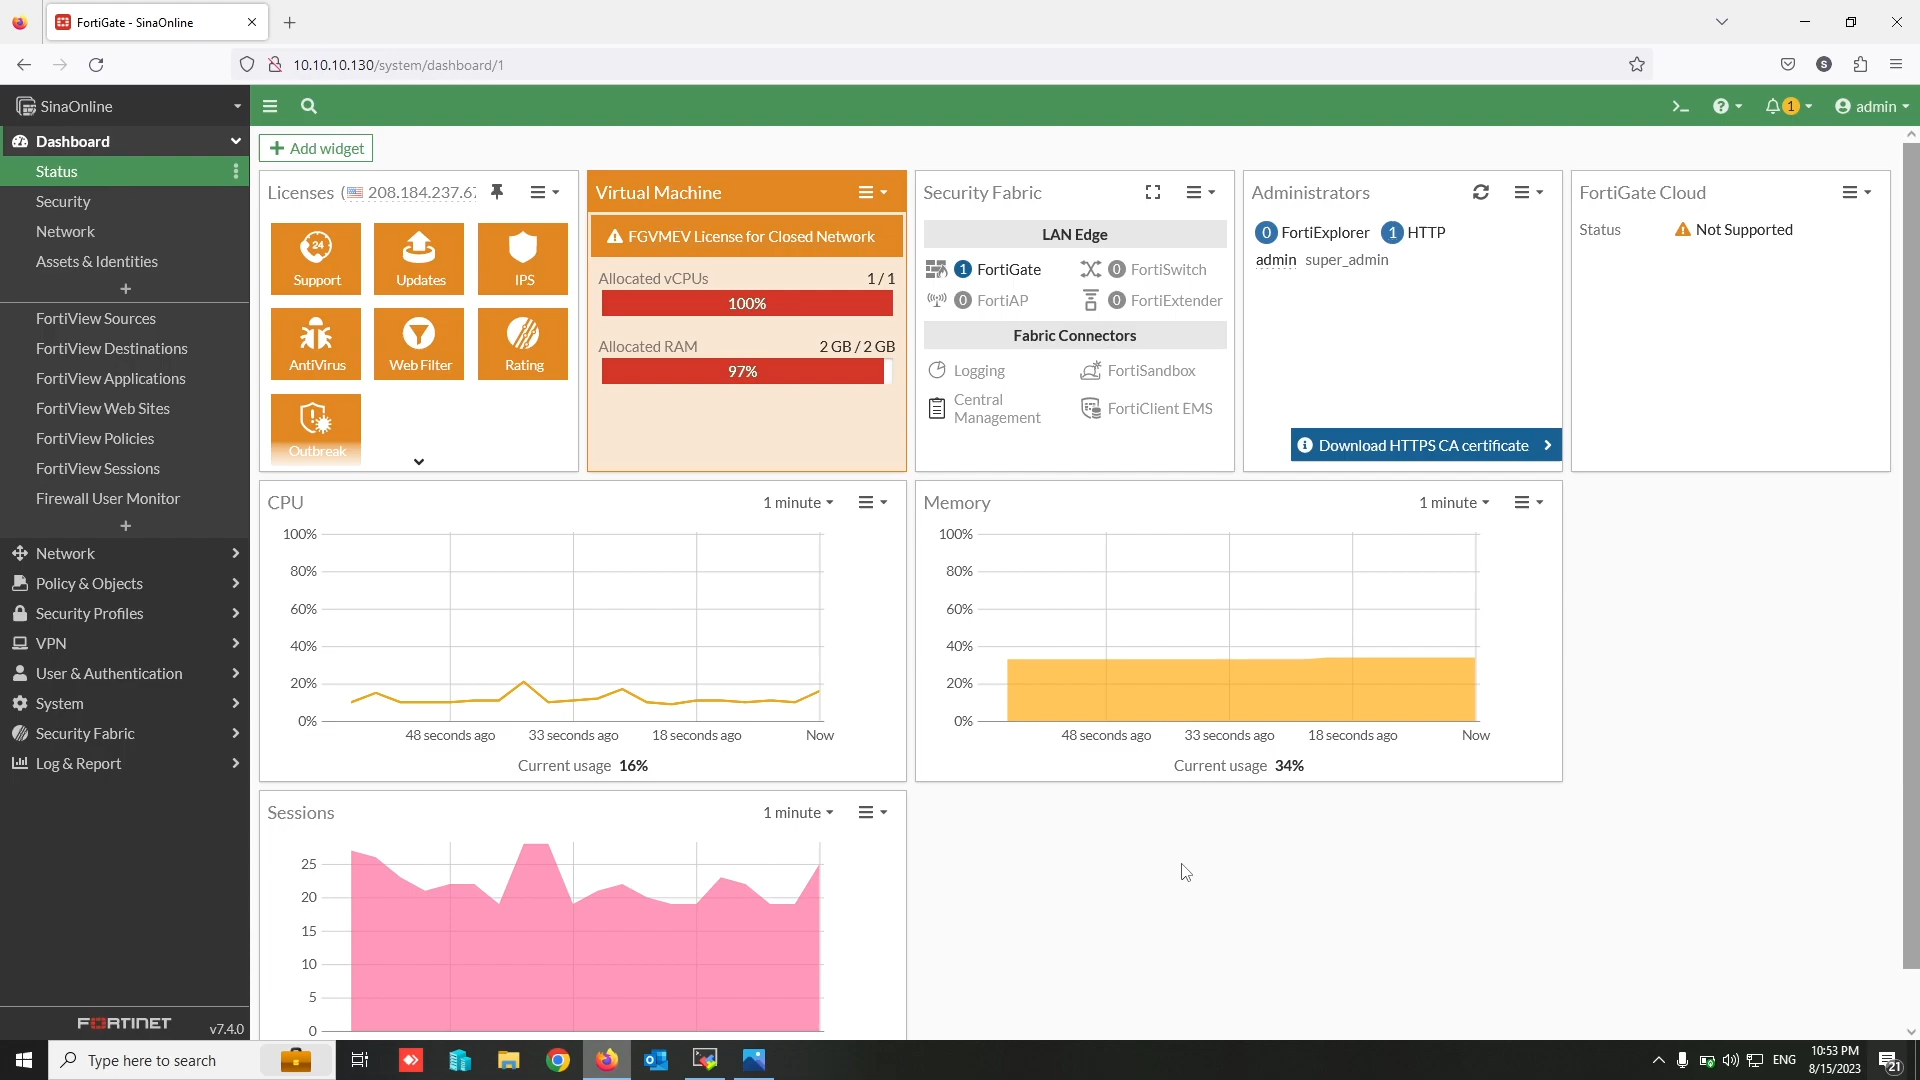 FortiGate - SinaOnline
10.10.10.130/system/dashboard/1
S
SinaOnline
1
admin
Dashboard
Status
Security
Network
Assets & Identities
FortiView Sources
FortiView Destinations
FortiView Applications
FortiView Web Sites
FortiView Policies
FortiView Sessions
Firewall User Monitor
Network
Policy & Objects
Security Profiles
VPN
User & Authentication
System
Security Fabric
Log & Report
FORTINET
v7.4.0
Add widget
Licenses (208.184.237.67
24
Support
Updates
IPS
AntiVirus
Web Filter
Rating
Outbreak
Virtual Machine
FGVMEV License for Closed Network
Allocated vCPUs 1 / 1
100%
Allocated RAM 2 GB / 2 GB
97%
Security Fabric
LAN Edge
1 FortiGate 0 FortiSwitch
0 FortiAP 0 FortiExtender
Fabric Connectors
Logging FortiSandbox
Central Management
FortiClient EMS
Administrators
0 FortiExplorer 1 HTTP
admin super_admin
Download HTTPS CA certificate
FortiGate Cloud
Status Not Supported
CPU 1 minute
100%
80%
60%
40%
20%
0%
48 seconds ago 33 seconds ago 18 seconds ago Now
Current usage 16%
Memory 1 minute
100%
80%
60%
40%
20%
0%
48 seconds ago 33 seconds ago 18 seconds ago Now
Current usage 34%
Sessions 1 minute
25
20
15
10
5
0
Type here to search
ENG
10:53 PM
8/15/2023
21